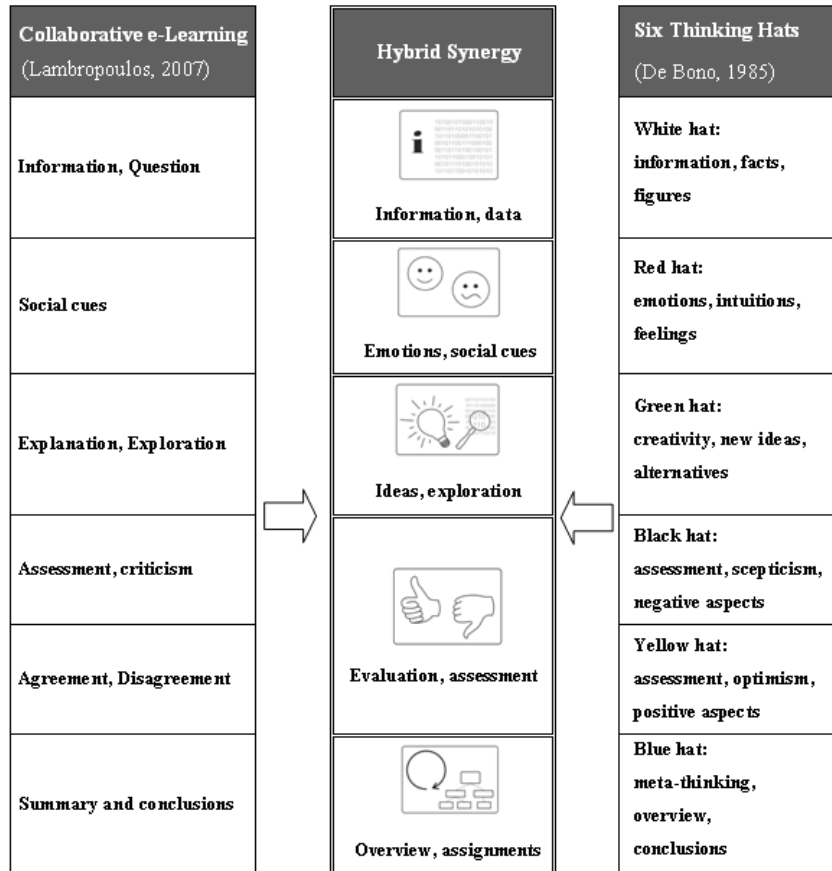 Collaborative e-Learning
(Lambropoulos, 2007)
Information, Question
Social cues
Explanation, Exploration
Assessment, criticism
Agreement, Disagreement
Summary and conclusions
Hybrid Synergy
i
Information, data
Emotions, social cues
Ideas, exploration
Evaluation, assessment
Overview, assignments
Six Thinking Hats
(De Bono, 1985)
White hat:
information, facts,
figures
Red hat:
emotions, intuitions,
feelings
Green hat:
creativity, new ideas,
alternatives
Black hat:
assessment, scepticism,
negative aspects
Yellow hat:
assessment, optimism,
positive aspects
Blue hat:
meta-thinking,
overview,
conclusions